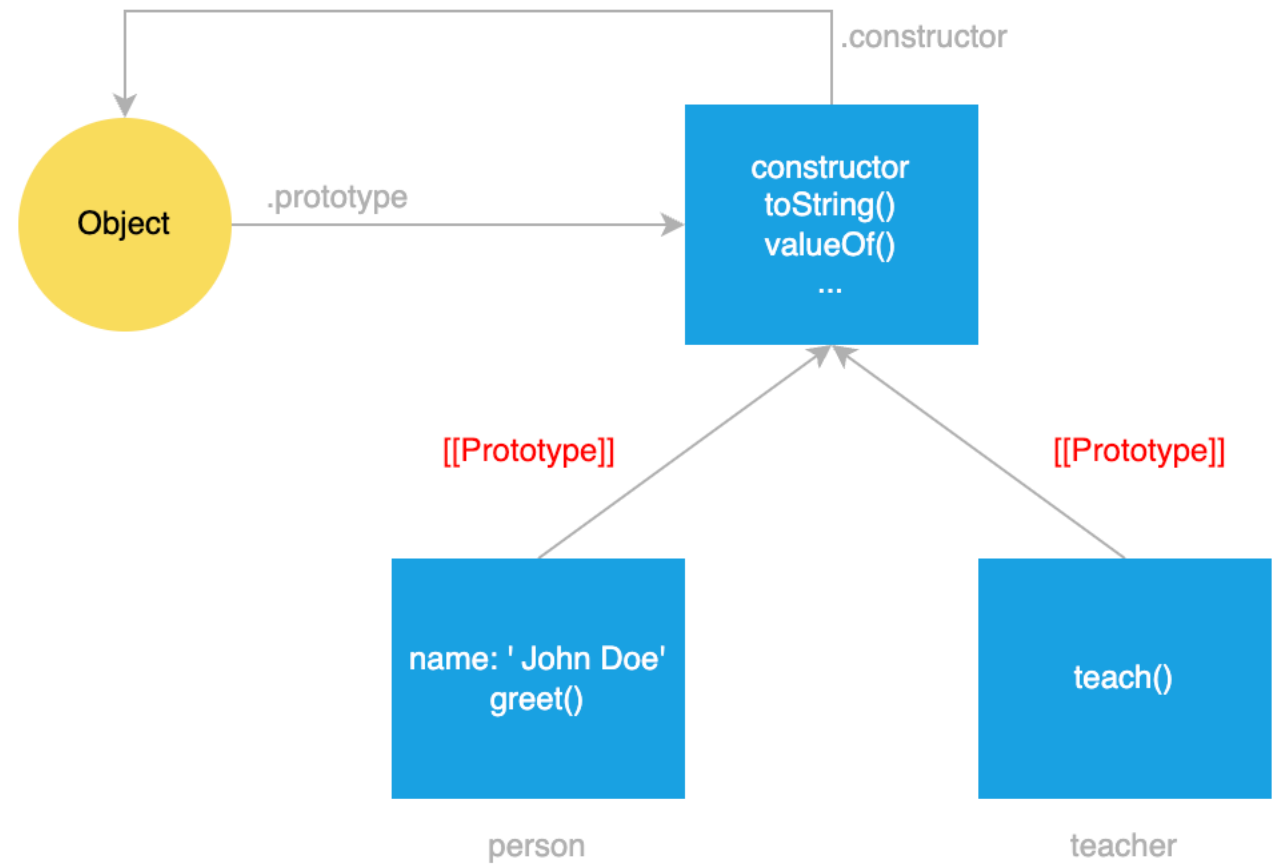 .constructor
constructor
toString()
valueOf()
...
.prototype
Object
[[Prototype]]
[[Prototype]]
name: ' John Doe'
greet()
teach()
person
teacher